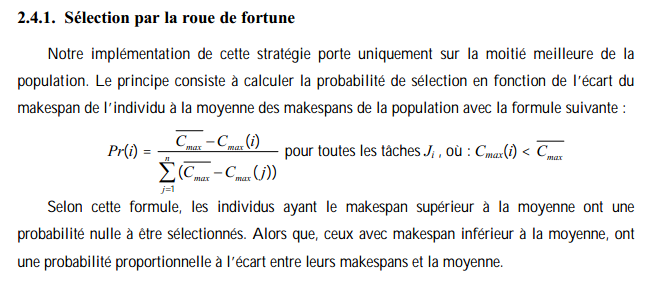 2.4.1. Sélection par la roue de fortune
Notre implémentation de cette stratégie porte uniquement sur la moitié meilleure de la
population. Le principe consiste à calculer la probabilité de sélection en fonction de l'écart du
makespan de l'individu à la moyenne des makespans de la population avec la formule suivante :
Pr(i) = \frac{\overline{C_{max}} - C_{max}(i)}{\sum_{j=1}^{n}(\overline{C_{max}} - C_{max}(j))} pour toutes les tâches J_i , où : C_{max}(i) < \overline{C_{max}}
Selon cette formule, les individus ayant le makespan supérieur à la moyenne ont une
probabilité nulle à être sélectionnés. Alors que, ceux avec makespan inférieur à la moyenne, ont
une probabilité proportionnelle à l'écart entre leurs makespans et la moyenne.